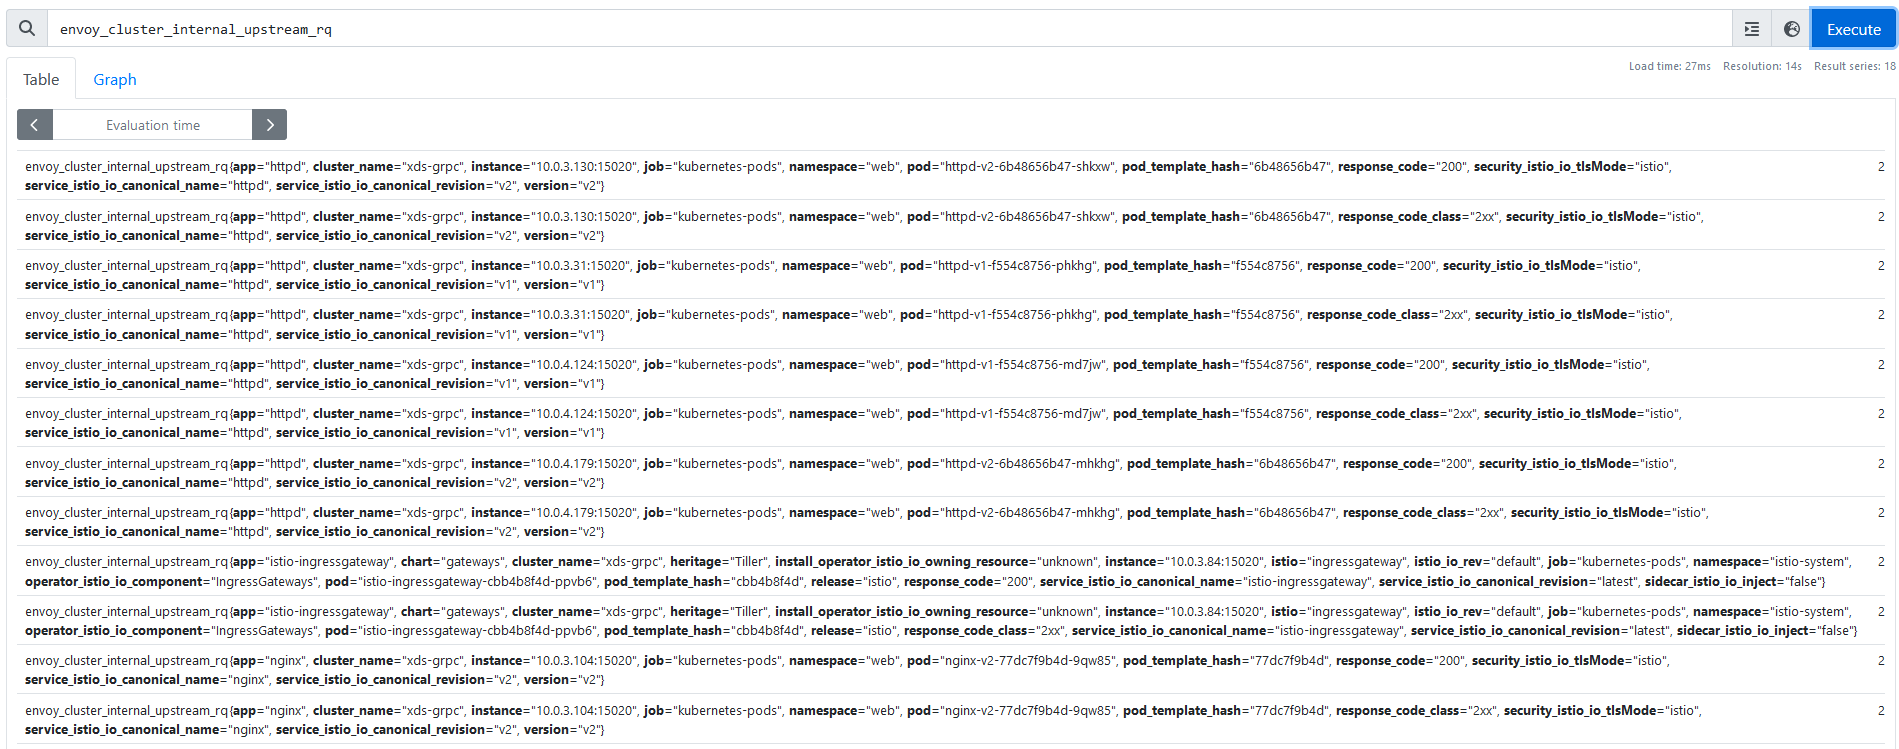 envoy_cluster_internal_upstream_rq
Execute
Table
Graph
Load time: 27ms Resolution: 14s Result series: 18
Evaluation time
envoy_cluster_internal_upstream_rq{app="httpd", cluster_name="xds-grpc", instance="10.0.3.130:15020", job="kubernetes-pods", namespace="web", pod="httpd-v2-6b48656b47-shkxw", pod_template_hash="6b48656b47", response_code="200", security_istio_io_tlsMode="istio", 2
service_istio_io_canonical_name="httpd", service_istio_io_canonical_revision="v2", version="v2"}
envoy_cluster_internal_upstream_rq{app="httpd", cluster_name="xds-grpc", instance="10.0.3.130:15020", job="kubernetes-pods", namespace="web", pod="httpd-v2-6b48656b47-shkxw", pod_template_hash="6b48656b47", response_code_class="2xx", security_istio_io_tlsMode="istio", 2
service_istio_io_canonical_name="httpd", service_istio_io_canonical_revision="v2", version="v2"}
envoy_cluster_internal_upstream_rq{app="httpd", cluster_name="xds-grpc", instance="10.0.3.31:15020", job="kubernetes-pods", namespace="web", pod="httpd-v1-f554c8756-phkhg", pod_template_hash="f554c8756", response_code="200", security_istio_io_tlsMode="istio", 2
service_istio_io_canonical_name="httpd", service_istio_io_canonical_revision="v1", version="v1"}
envoy_cluster_internal_upstream_rq{app="httpd", cluster_name="xds-grpc", instance="10.0.3.31:15020", job="kubernetes-pods", namespace="web", pod="httpd-v1-f554c8756-phkhg", pod_template_hash="f554c8756", response_code_class="2xx", security_istio_io_tlsMode="istio", 2
service_istio_io_canonical_name="httpd", service_istio_io_canonical_revision="v1", version="v1"}
envoy_cluster_internal_upstream_rq{app="httpd", cluster_name="xds-grpc", instance="10.0.4.124:15020", job="kubernetes-pods", namespace="web", pod="httpd-v1-f554c8756-md7jw", pod_template_hash="f554c8756", response_code="200", security_istio_io_tlsMode="istio", 2
service_istio_io_canonical_name="httpd", service_istio_io_canonical_revision="v1", version="v1"}
envoy_cluster_internal_upstream_rq{app="httpd", cluster_name="xds-grpc", instance="10.0.4.124:15020", job="kubernetes-pods", namespace="web", pod="httpd-v1-f554c8756-md7jw", pod_template_hash="f554c8756", response_code_class="2xx", security_istio_io_tlsMode="istio", 2
service_istio_io_canonical_name="httpd", service_istio_io_canonical_revision="v1", version="v1"}
envoy_cluster_internal_upstream_rq{app="httpd", cluster_name="xds-grpc", instance="10.0.4.179:15020", job="kubernetes-pods", namespace="web", pod="httpd-v2-6b48656b47-mhkhg", pod_template_hash="6b48656b47", response_code="200", security_istio_io_tlsMode="istio", 2
service_istio_io_canonical_name="httpd", service_istio_io_canonical_revision="v2", version="v2"}
envoy_cluster_internal_upstream_rq{app="httpd", cluster_name="xds-grpc", instance="10.0.4.179:15020", job="kubernetes-pods", namespace="web", pod="httpd-v2-6b48656b47-mhkhg", pod_template_hash="6b48656b47", response_code_class="2xx", security_istio_io_tlsMode="istio", 2
service_istio_io_canonical_name="httpd", service_istio_io_canonical_revision="v2", version="v2"}
envoy_cluster_internal_upstream_rq{app="istio-ingressgateway", chart="gateways", cluster_name="xds-grpc", heritage="Tiller", install_operator_istio_io_owning_resource="unknown", instance="10.0.3.84:15020", istio="ingressgateway", istio_io_rev="default", job="kubernetes-pods", namespace="istio-system", 2
operator_istio_io_component="IngressGateways", pod="istio-ingressgateway-cbb4b8f4d-ppvb6", pod_template_hash="cbb4b8f4d", release="istio", response_code="200", service_istio_io_canonical_name="istio-ingressgateway", service_istio_io_canonical_revision="latest", sidecar_istio_io_inject="false"}
envoy_cluster_internal_upstream_rq{app="istio-ingressgateway", chart="gateways", cluster_name="xds-grpc", heritage="Tiller", install_operator_istio_io_owning_resource="unknown", instance="10.0.3.84:15020", istio="ingressgateway", istio_io_rev="default", job="kubernetes-pods", namespace="istio-system", 2
operator_istio_io_component="IngressGateways", pod="istio-ingressgateway-cbb4b8f4d-ppvb6", pod_template_hash="cbb4b8f4d", release="istio", response_code_class="2xx", service_istio_io_canonical_name="istio-ingressgateway", service_istio_io_canonical_revision="latest", sidecar_istio_io_inject="false"}
envoy_cluster_internal_upstream_rq{app="nginx", cluster_name="xds-grpc", instance="10.0.3.104:15020", job="kubernetes-pods", namespace="web", pod="nginx-v2-77dc7f9b4d-9qw85", pod_template_hash="77dc7f9b4d", response_code="200", security_istio_io_tlsMode="istio", 2
service_istio_io_canonical_name="nginx", service_istio_io_canonical_revision="v2", version="v2"}
envoy_cluster_internal_upstream_rq{app="nginx", cluster_name="xds-grpc", instance="10.0.3.104:15020", job="kubernetes-pods", namespace="web", pod="nginx-v2-77dc7f9b4d-9qw85", pod_template_hash="77dc7f9b4d", response_code_class="2xx", security_istio_io_tlsMode="istio", 2
service_istio_io_canonical_name="nginx", service_istio_io_canonical_revision="v2", version="v2"}